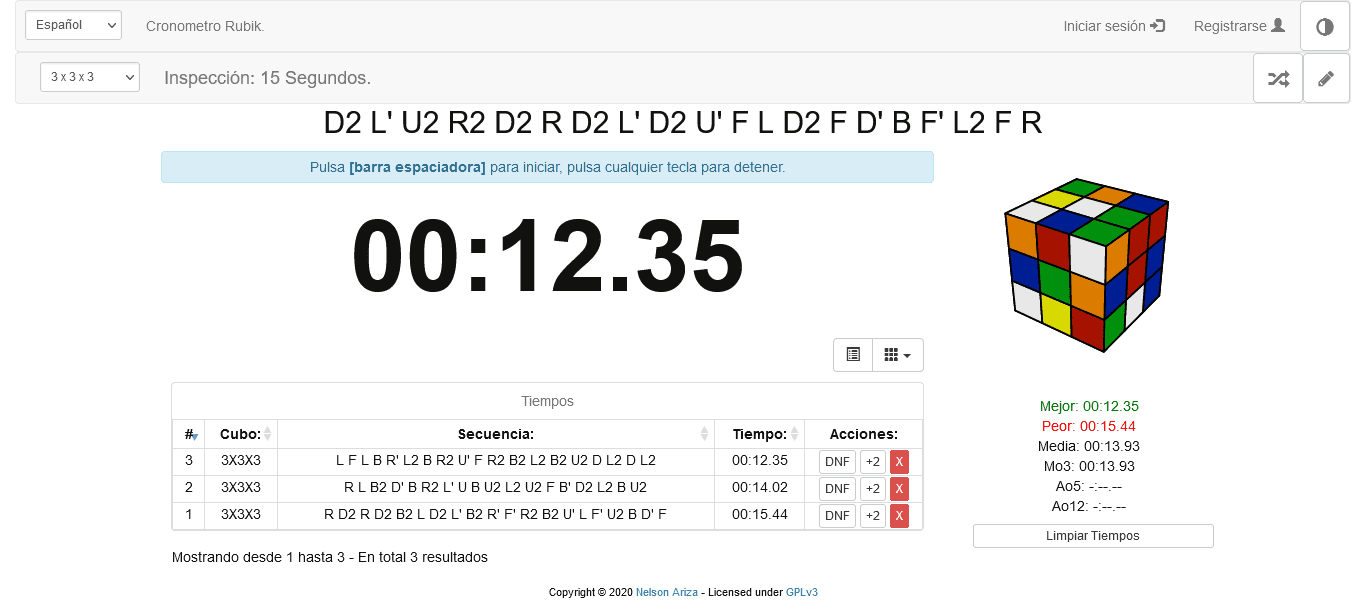 Español Cronometro Rubik. Iniciar sesión Registrarse
3 x 3 x 3 Inspección: 15 Segundos.
D2 L' U2 R2 D2 R D2 L' D2 U' F L D2 F D' B F' L2 F R
Pulsa [barra espaciadora] para iniciar, pulsa cualquier tecla para detener.
00:12.35
Tiempos
# Cubo: Secuencia: Tiempo: Acciones:
3 3X3X3 L F L B R' L2 B R2 U' F R2 B2 L2 B2 U2 D L2 D L2 00:12.35 DNF +2 X
2 3X3X3 R L B2 D' B R2 L' U B U2 L2 U2 F B' D2 L2 B U2 00:14.02 DNF +2 X
1 3X3X3 R D2 R D2 B2 L D2 L' B2 R' F' R2 B2 U' L F' U2 B D' F 00:15.44 DNF +2 X
Mostrando desde 1 hasta 3 - En total 3 resultados
Mejor: 00:12.35
Peor: 00:15.44
Media: 00:13.93
Mo3: 00:13.93
Ao5: -:--.--
Ao12: -:--.--
Limpiar Tiempos
Copyright © 2020 Nelson Ariza - Licensed under GPLv3